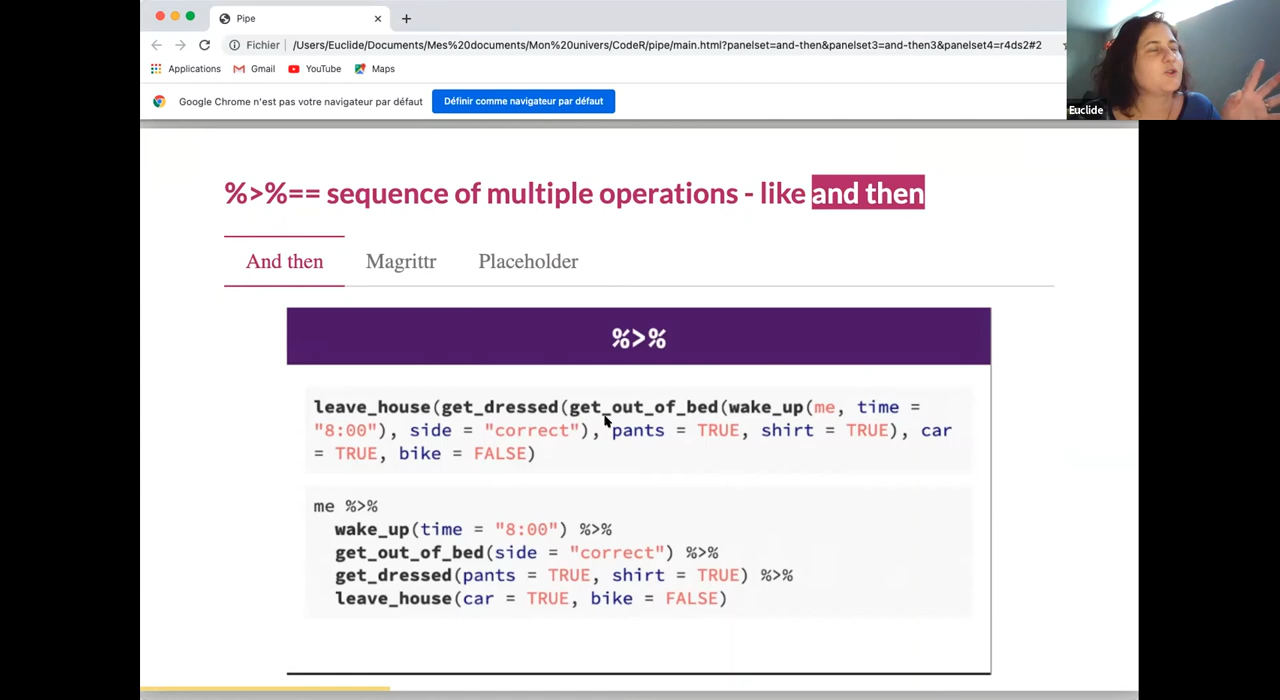 Pipe
Fichier
/Users/Euclide/Documents/Mes%20documents/Mon%20univers/CodeR/pipe/main.html?panelset=and-then&panelset3=and-then3&panelset4=r4ds2#2
Applications Gmail YouTube Maps
Google Chrome n'est pas votre navigateur par défaut Définir comme navigateur par défaut
Euclide
%>%== sequence of multiple operations - like and then
And then Magrittr Placeholder
%>%
leave_house(get_dressed(get_out_of_bed(wake_up(me, time =
"8:00"), side = "correct"), pants = TRUE, shirt = TRUE), car
= TRUE, bike = FALSE)
me %>%
wake_up(time = "8:00") %>%
get_out_of_bed(side = "correct") %>%
get_dressed(pants = TRUE, shirt = TRUE) %>%
leave_house(car = TRUE, bike = FALSE)